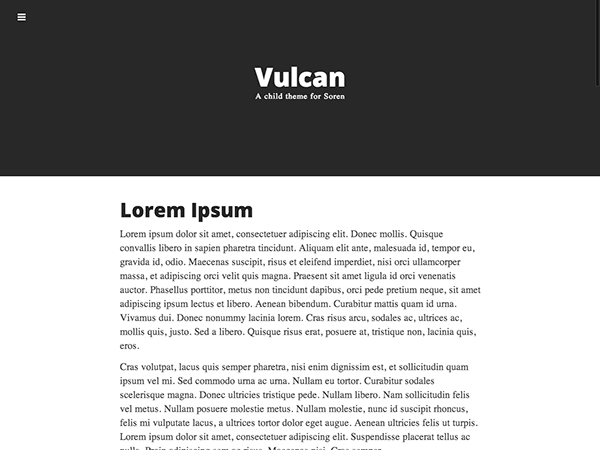 Vulcan
A child theme for Soren
Lorem Ipsum
Lorem ipsum dolor sit amet, consectetuer adipiscing elit. Donec mollis. Quisque
convallis libero in sapien pharetra tincidunt. Aliquam elit ante, malesuada id, tempor eu,
gravida id, odio. Maecenas suscipit, risus et eleifend imperdiet, nisi orci ullamcorper
massa, et adipiscing orci velit quis magna. Praesent sit amet ligula id orci venenatis
auctor. Phasellus porttitor, metus non tincidunt dapibus, orci pede pretium neque, sit amet
adipiscing ipsum lectus et libero. Aenean bibendum. Curabitur mattis quam id urna.
Vivamus dui. Donec nonummy lacinia lorem. Cras risus arcu, sodales ac, ultrices ac,
mollis quis, justo. Sed a libero. Quisque risus erat, posuere at, tristique non, lacinia quis,
eros.
Cras volutpat, lacus quis semper pharetra, nisi enim dignissim est, et sollicitudin quam
ipsum vel mi. Sed commodo urna ac urna. Nullam eu tortor. Curabitur sodales
scelerisque magna. Donec ultricies tristique pede. Nullam libero. Nam sollicitudin felis
vel metus. Nullam posuere molestie metus. Nullam molestie, nunc id suscipit rhoncus,
felis mi vulputate lacus, a ultrices tortor dolor eget augue. Aenean ultricies felis ut turpis.
Lorem ipsum dolor sit amet, consectetuer adipiscing elit. Suspendisse placerat tellus ac